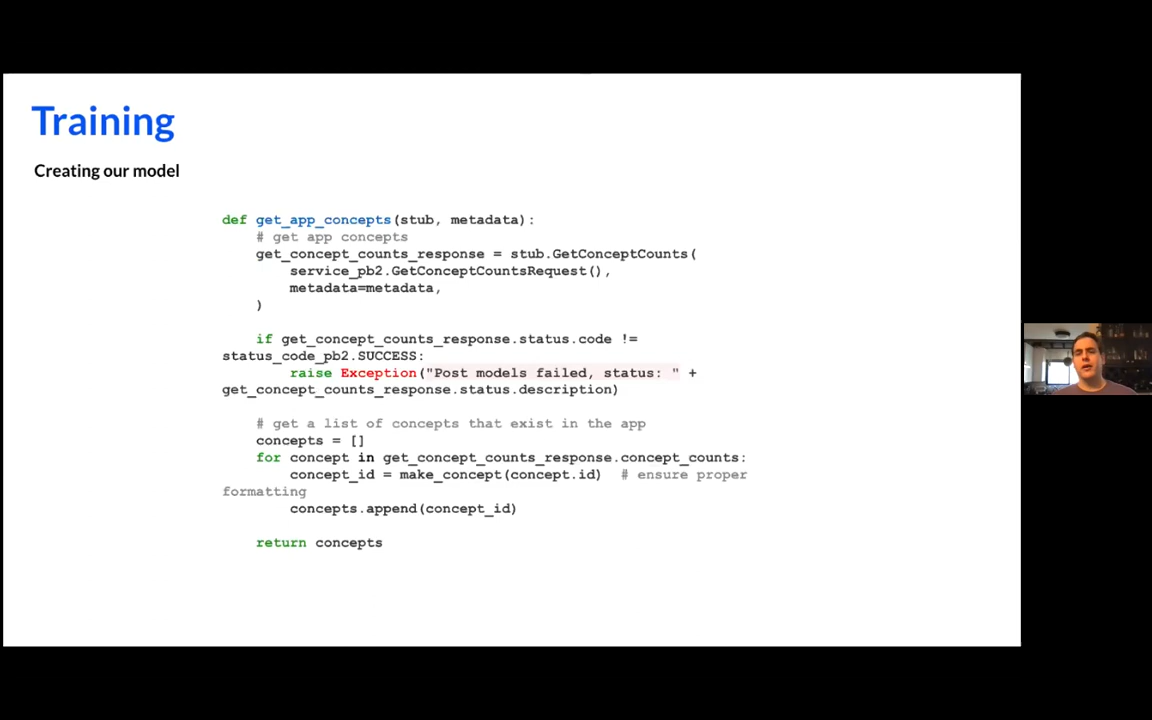 Training
Creating our model
def get_app_concepts(stub, metadata):
    # get app concepts
    get_concept_counts_response = stub.GetConceptCounts(
        service_pb2.GetConceptCountsRequest(),
        metadata=metadata,
    )
    if get_concept_counts_response.status.code !=
status_code_pb2.SUCCESS:
        raise Exception("Post models failed, status: " +
get_concept_counts_response.status.description)
    # get a list of concepts that exist in the app
    concepts = []
    for concept in get_concept_counts_response.concept_counts:
        concept_id = make_concept(concept.id)  # ensure proper
formatting
        concepts.append(concept_id)
    return concepts